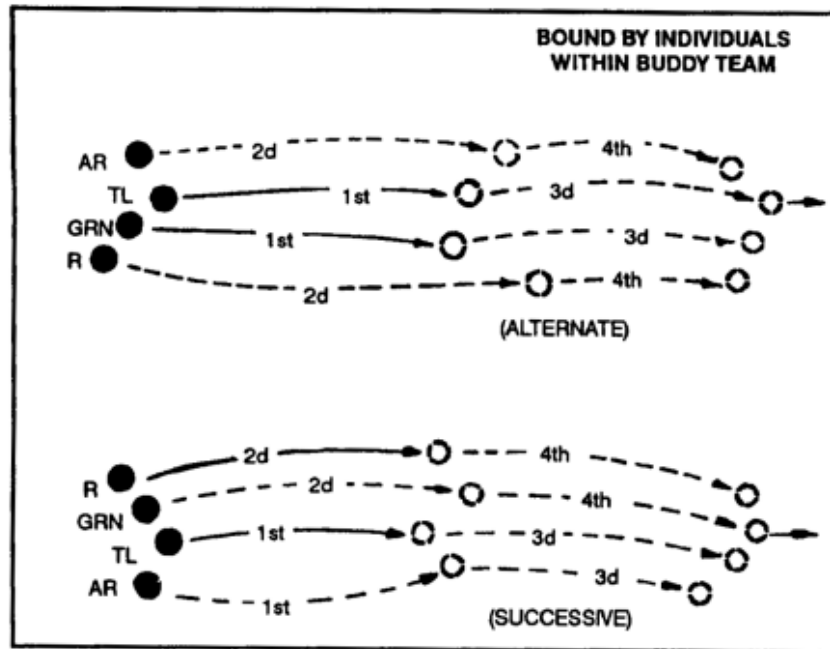 BOUND BY INDIVIDUALS
WITHIN BUDDY TEAM
AR
2d
4th
TL
1st
3d
GRN
1st
3d
R
2d
4th
(ALTERNATE)
R
2d
4th
GRN
2d
4th
TL
1st
3d
AR
1st
3d
(SUCCESSIVE)